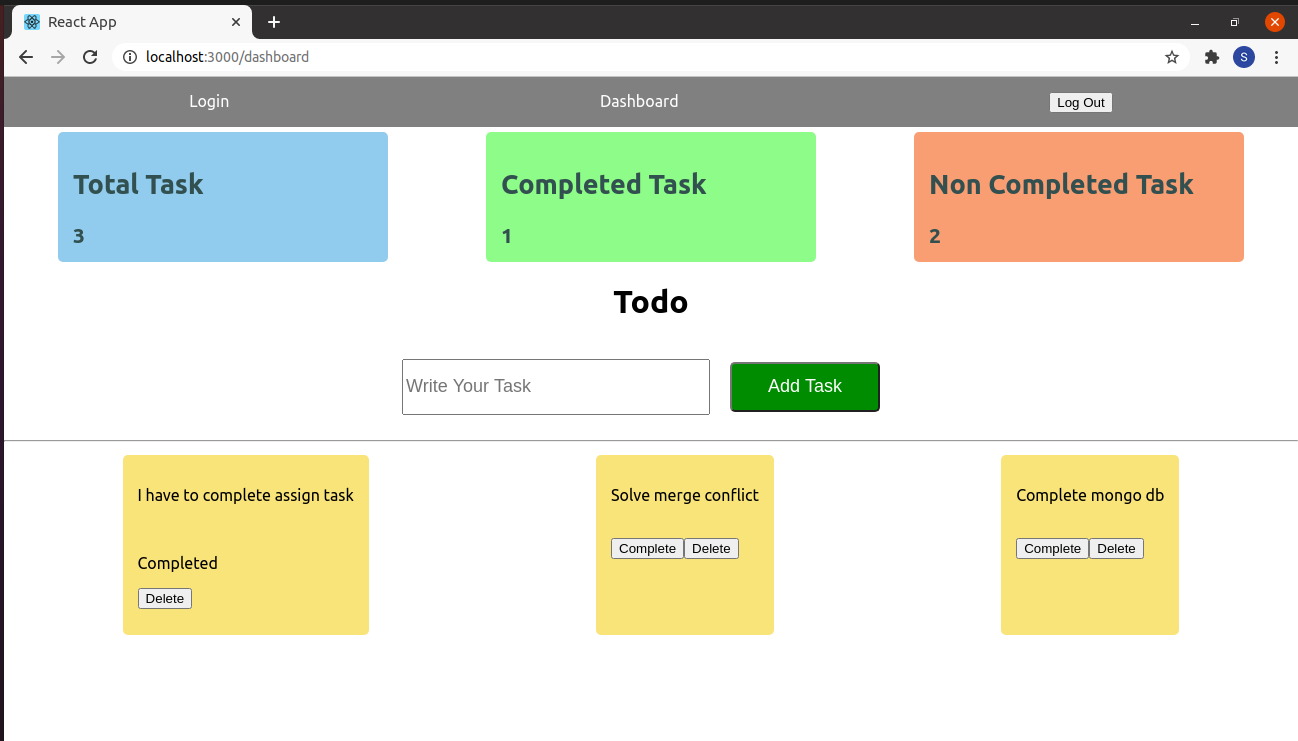 React App
localhost:3000/dashboard
S
Login Dashboard Log Out
Total Task Completed Task Non Completed Task
3 1 2
Todo
Write Your Task Add Task
I have to complete assign task Solve merge conflict Complete mongo db
Complete Delete Complete Delete
Completed
Delete